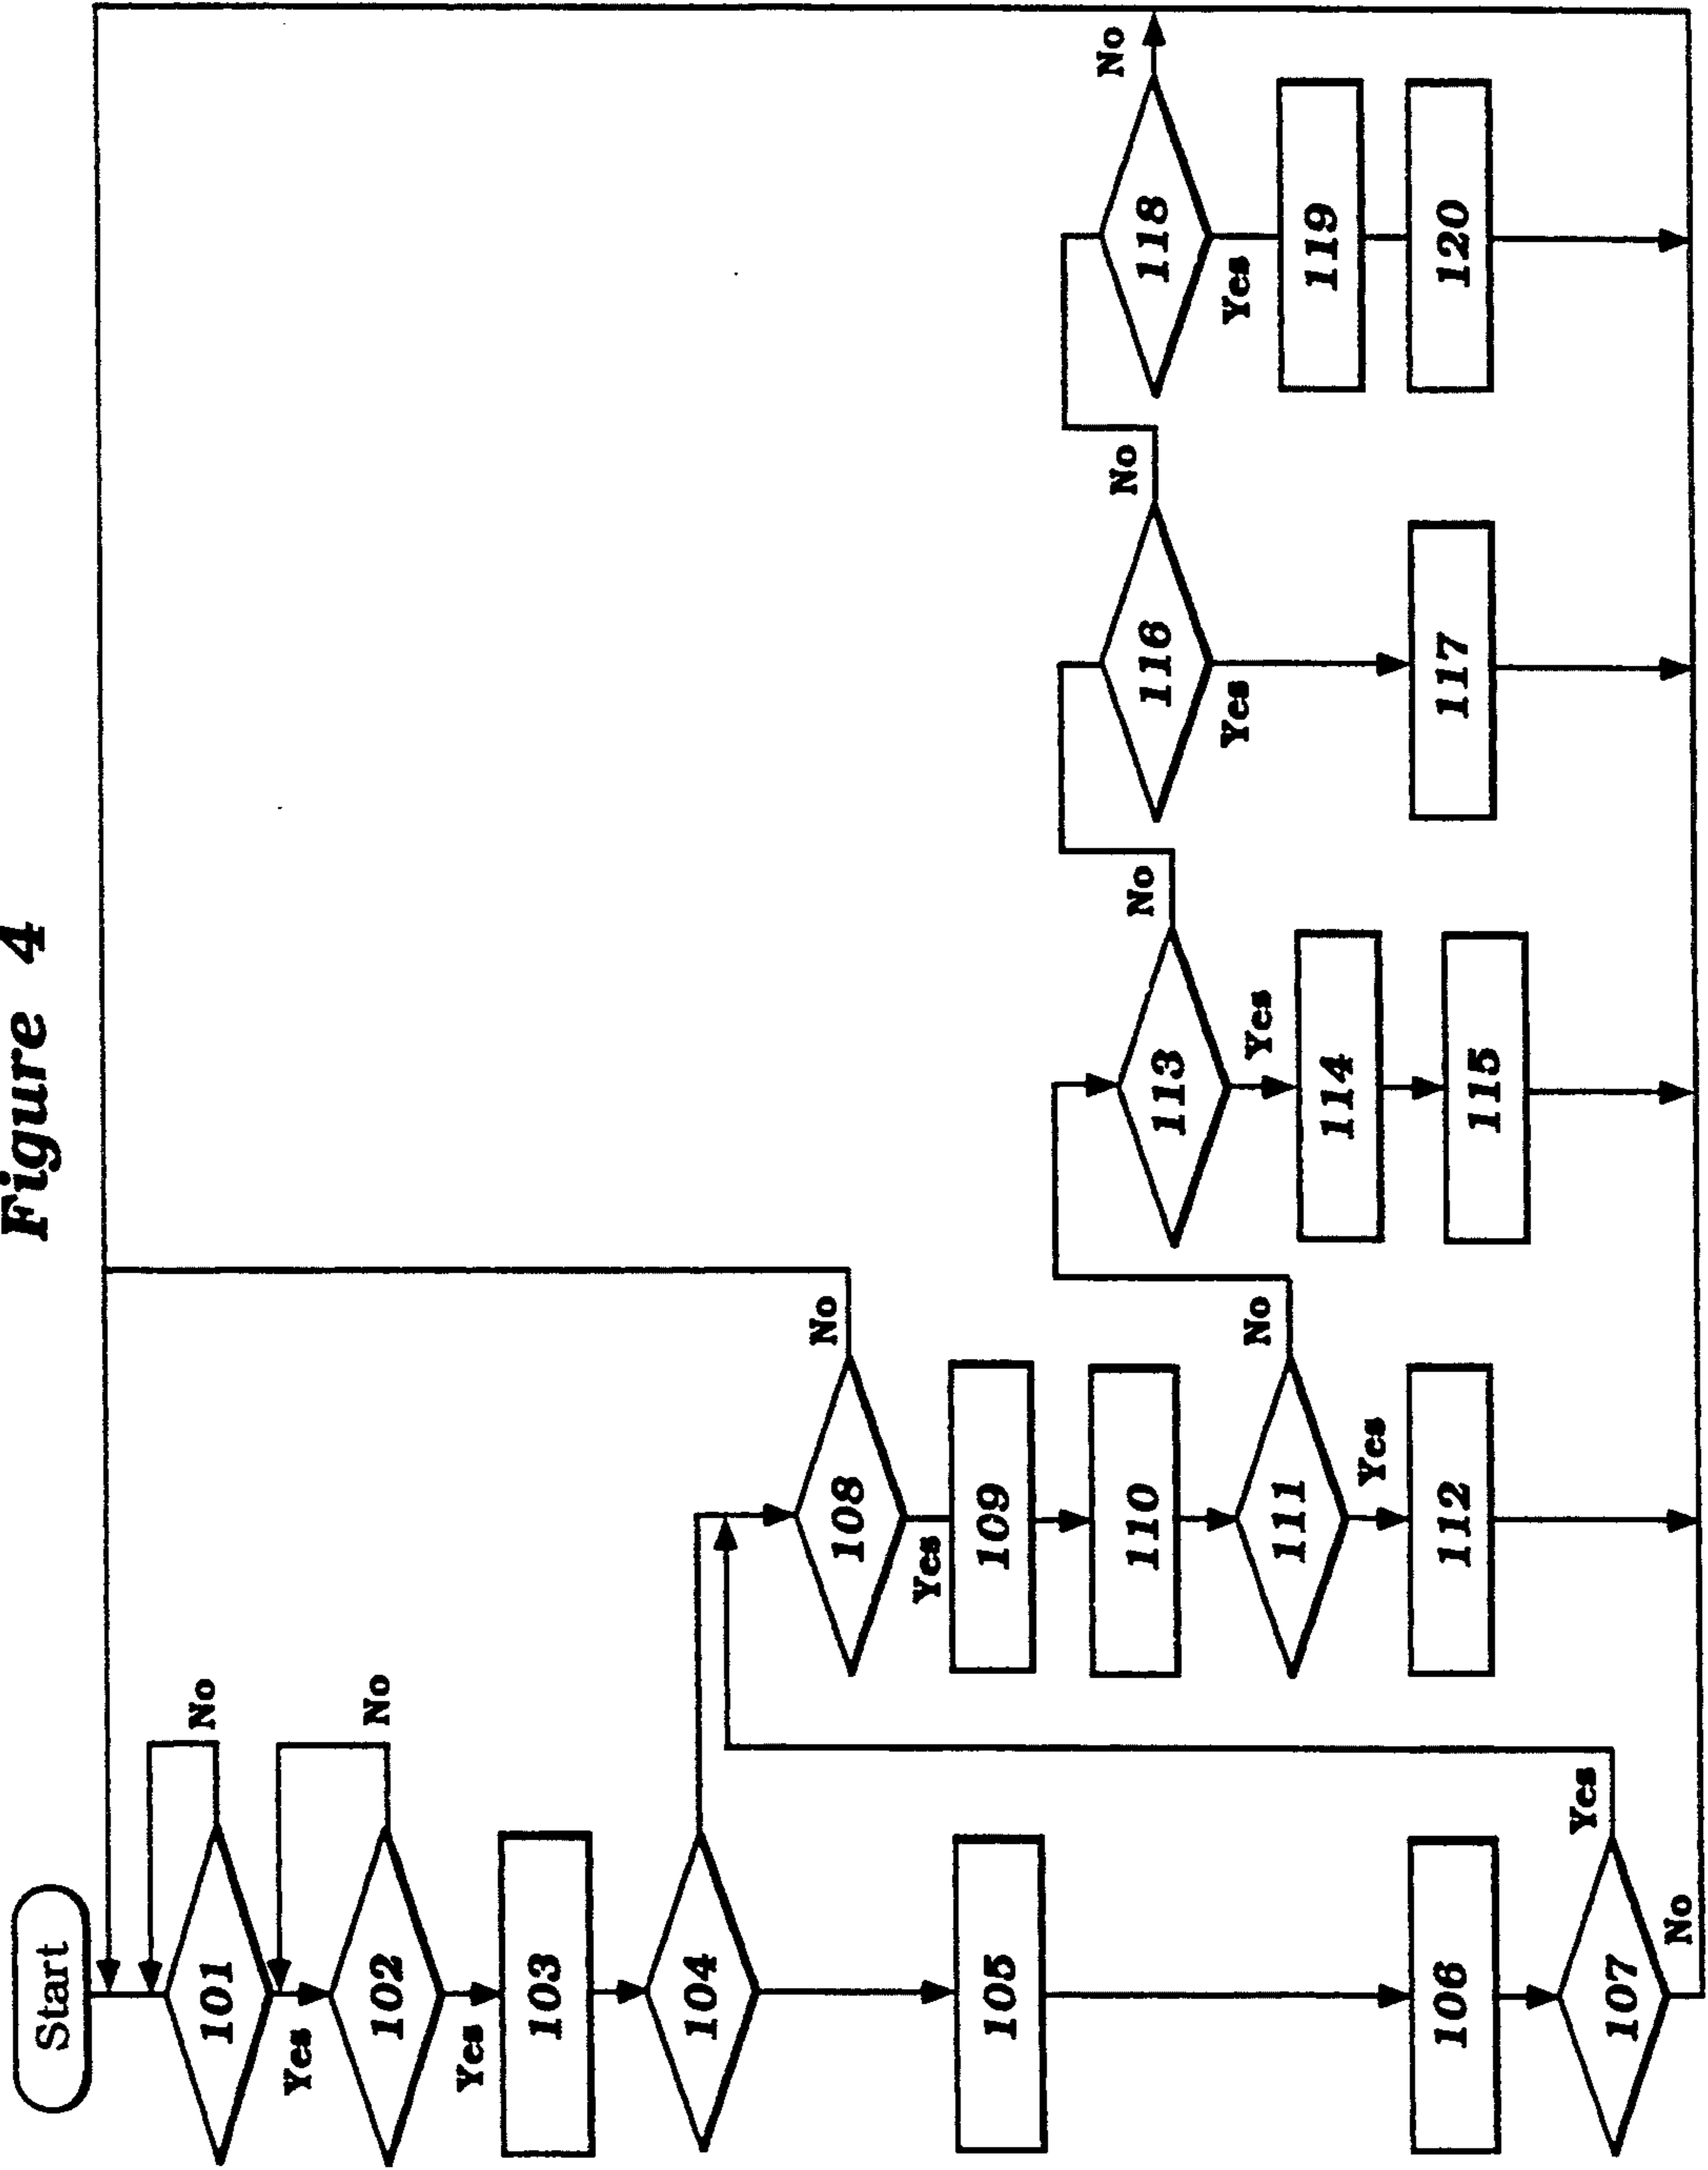 Figure 4
Start
101
No
Yes
102
No
Yes
103
104
105
106
107
Yes
No
108
No
Yes
109
110
111
No
Yes
112
113
No
Yes
114
115
116
No
Yes
117
118
No
Yes
119
120